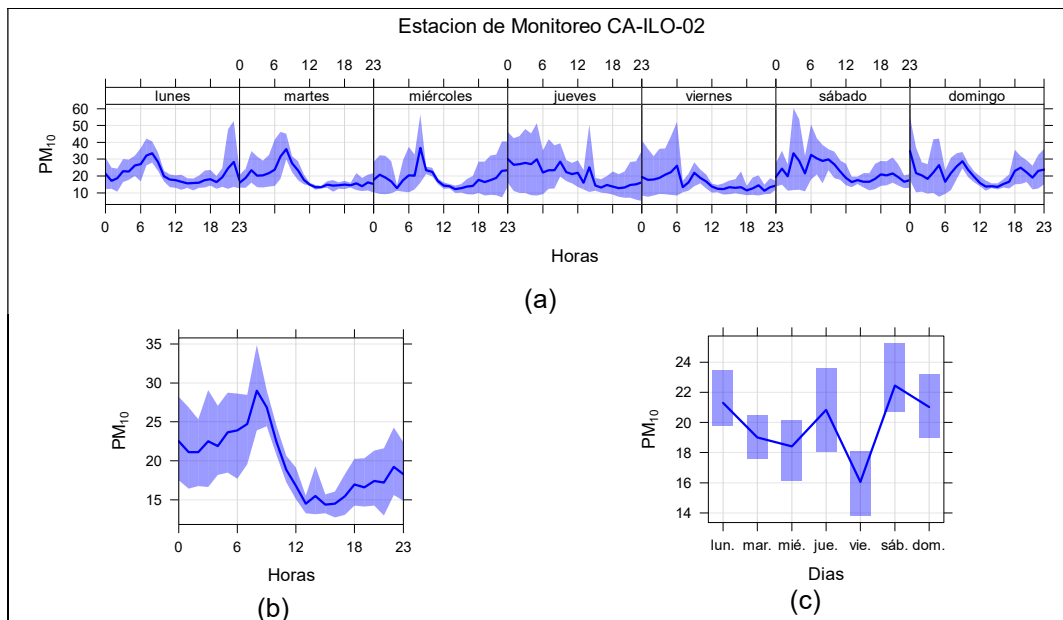 Estacion de Monitoreo CA-ILO-02
0 6 12 18 23 0 6 12 18 23 0 6 12 18 23
lunes martes miércoles jueves viernes sábado domingo
PM10
60
50
40
30
20
10
0 6 12 18 23 0 6 12 18 23 0 6 12 18 23 0 6 12 18 23
Horas
(a)
PM10
35
30
25
20
15
0 6 12 18 23
Horas
(b)
PM10
24
22
20
18
16
14
lun. mar. mié. jue. vie. sáb. dom.
Dias
(c)